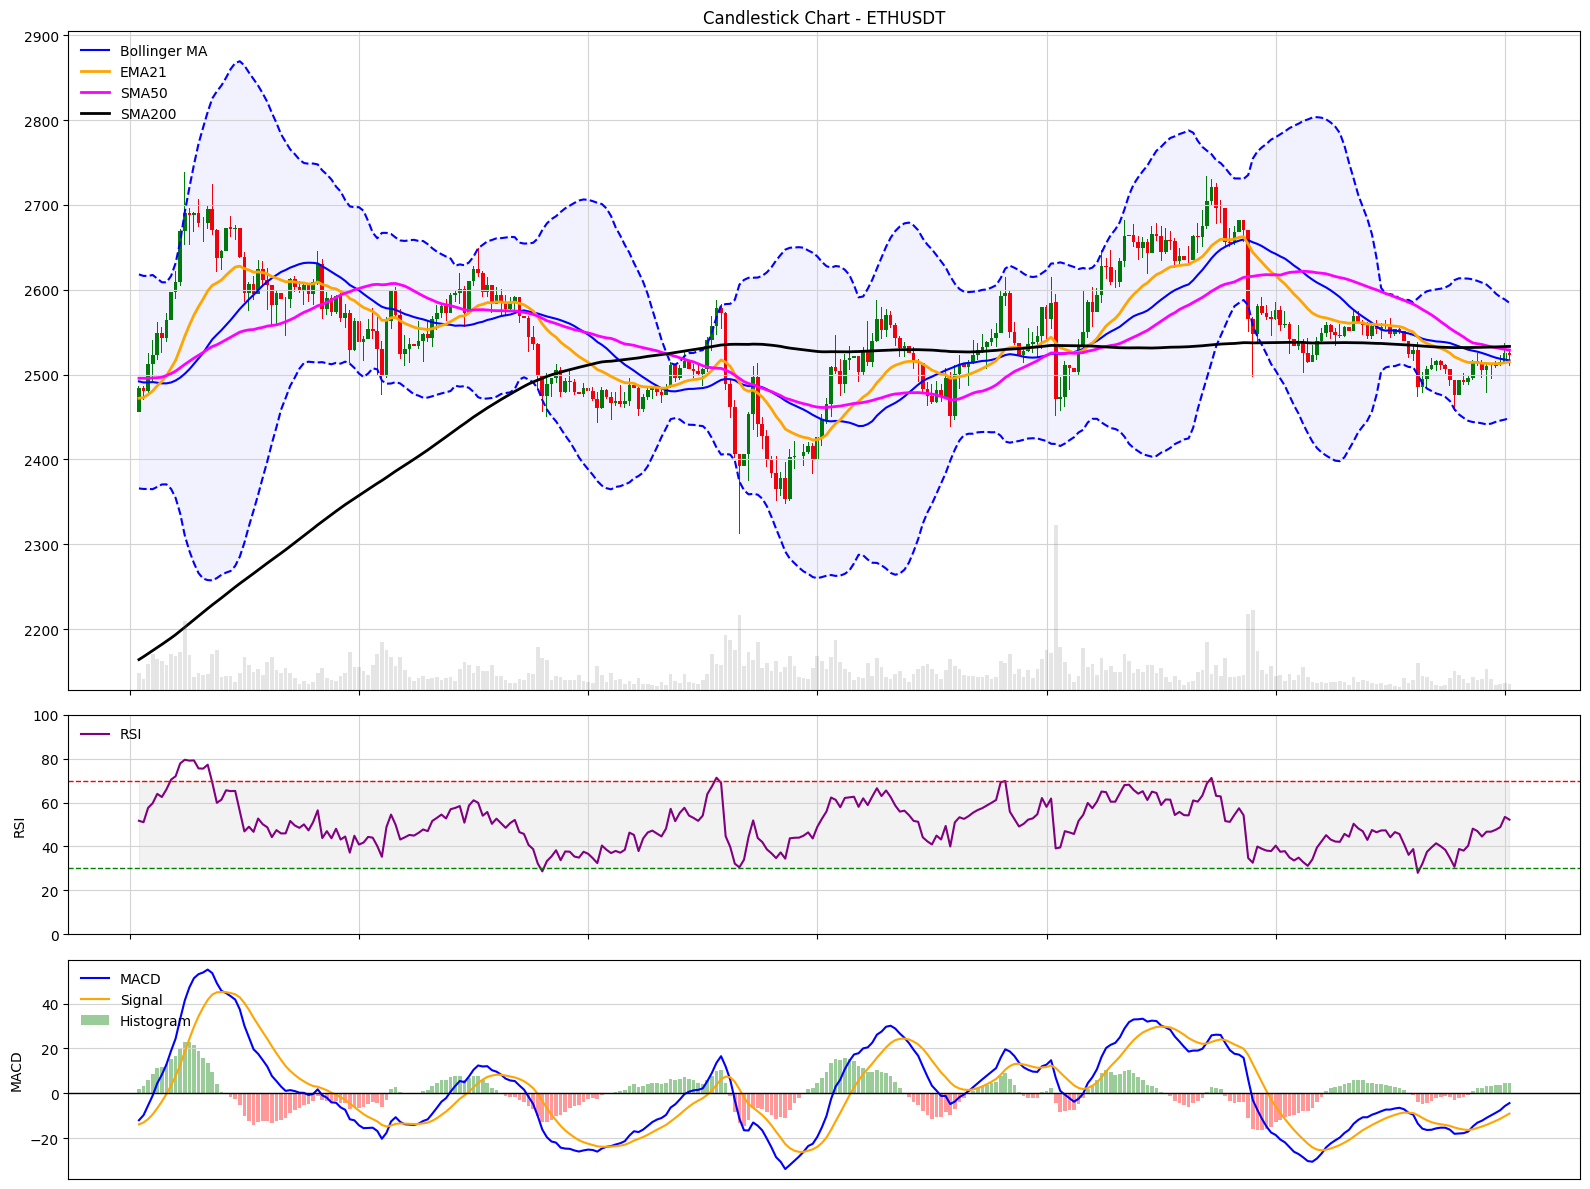 Candlestick Chart - ETHUSDT
2900
2800
2700
2600
2500
2400
2300
2200
Bollinger MA
EMA21
SMA50
SMA200
100
80
60
40
20
0
RSI
RSI
40
20
0
−20
MACD
MACD
Signal
Histogram